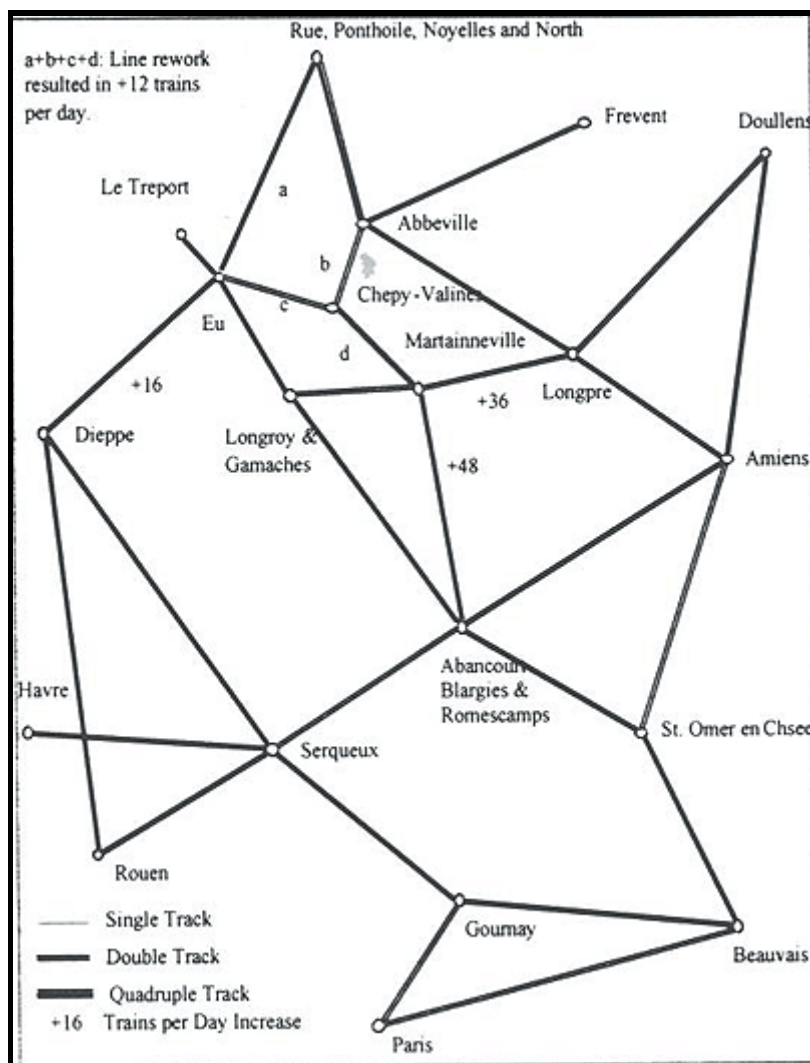 Rue, Ponthoile, Noyelles and North
a+b+c+d: Line rework
resulted in +12 trains
per day.
Frevent
Doullens
Le Treport
a
Abbeville
b
Chepy-Valines
c
Eu
Martainneville
d
+16
+36
Longpre
Dieppe
Longroy &
Gamaches
+48
Amiens
Abancourt
Blargies &
Romescamps
Havre
St. Omer en Chsee
Serqueux
Rouen
Single Track
Gournay
Double Track
Beauvais
Quadruple Track
+16 Trains per Day Increase
Paris